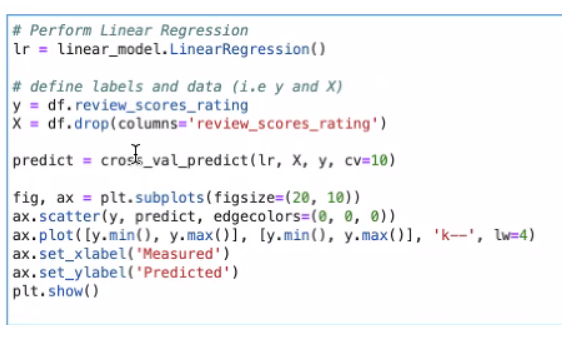 # Perform Linear Regression
lr = linear_model.LinearRegression()
# define labels and data (i.e y and X)
y = df.review_scores_rating
X = df.drop(columns='review_scores_rating')
predict = cross_val_predict(lr, X, y, cv=10)
fig, ax = plt.subplots(figsize=(20, 10))
ax.scatter(y, predict, edgecolors=(0, 0, 0))
ax.plot([y.min(), y.max()], [y.min(), y.max()], 'k--', lw=4)
ax.set_xlabel('Measured')
ax.set_ylabel('Predicted')
plt.show()